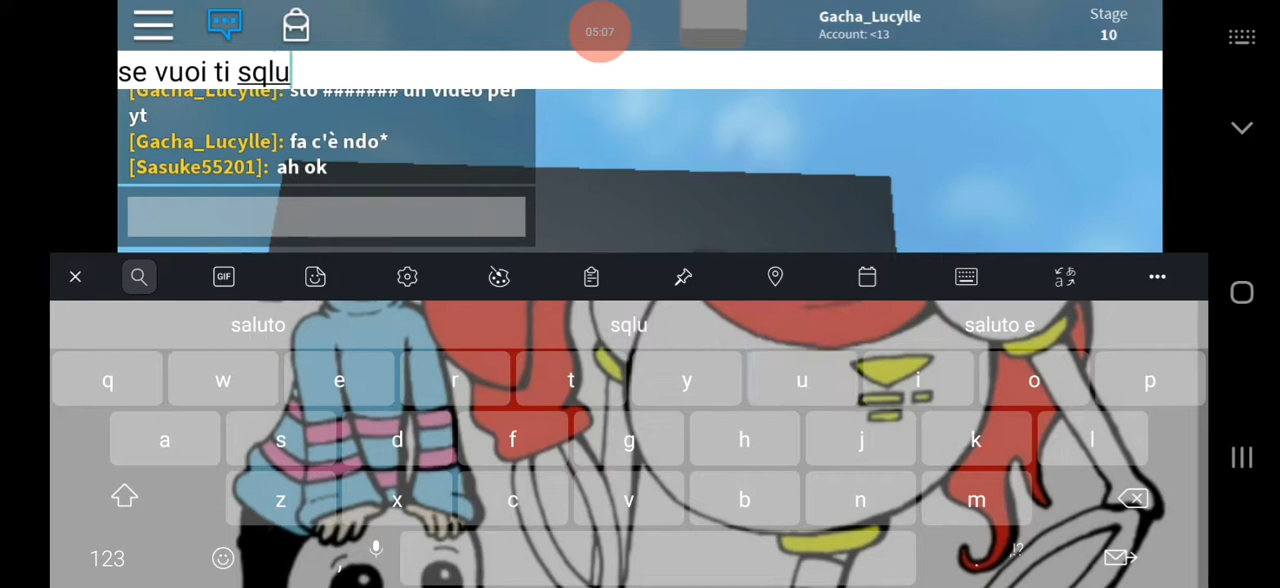 05:07
Gacha_Lucylle
Account: <13
Stage
10
se vuoi ti sqlu
[Gacha_Lucylle]: sto ####### un video per
yt
[Gacha_Lucylle]: fa c'è ndo*
[Sasuke55201]: ah ok
GIF
saluto
sqlu
saluto e
q w e r t y u i o p
a s d f g h j k l
z x c v b n m
123 , . ,!?